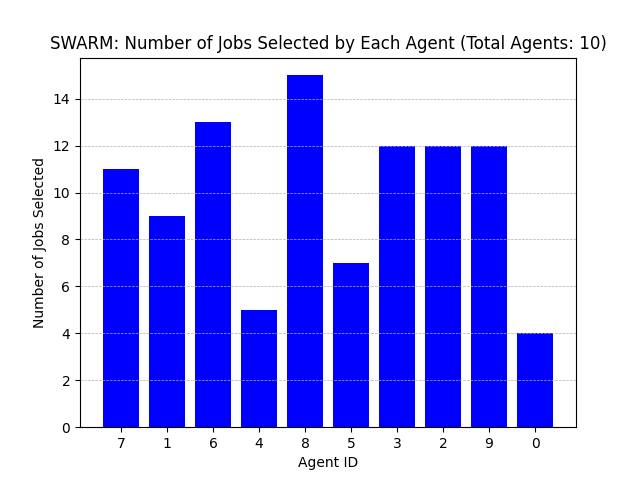 SWARM: Number of Jobs Selected by Each Agent (Total Agents: 10)
Number of Jobs Selected
14
12
10
8
6
4
2
0
7 1 6 4 8 5 3 2 9 0
Agent ID